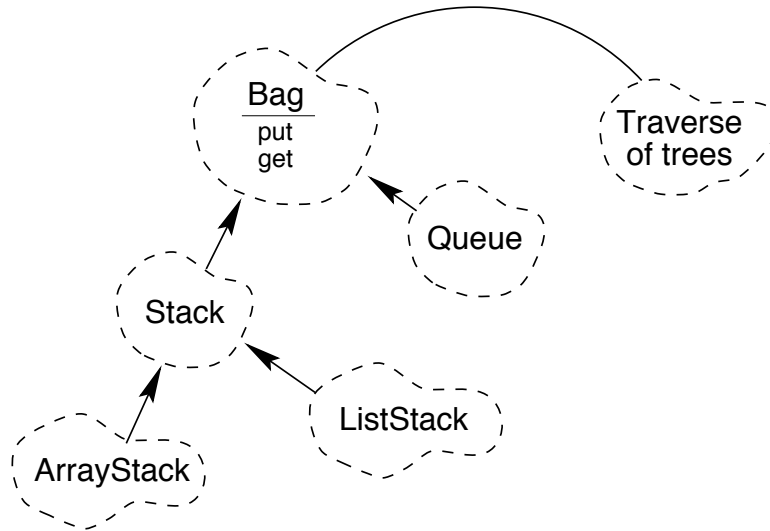 Bag
put
get
Traverse
of trees
Queue
Stack
ListStack
ArrayStack